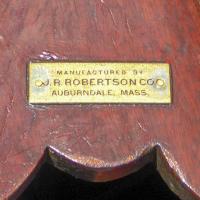 MANUFACTURED BY
J.R. ROBERTSON CO.
AUBURNDALE, MASS.